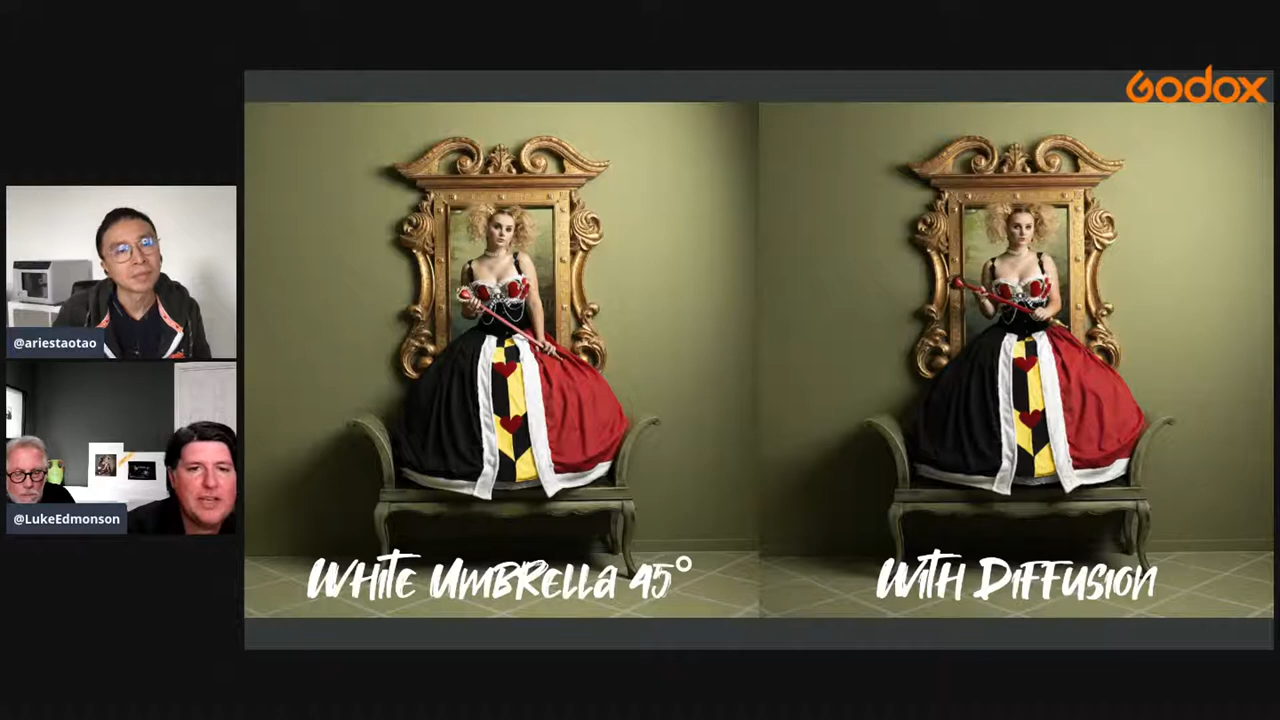 Godox
@ariestaotao
@LukeEdmonson
White Umbrella 45°
With Diffusion